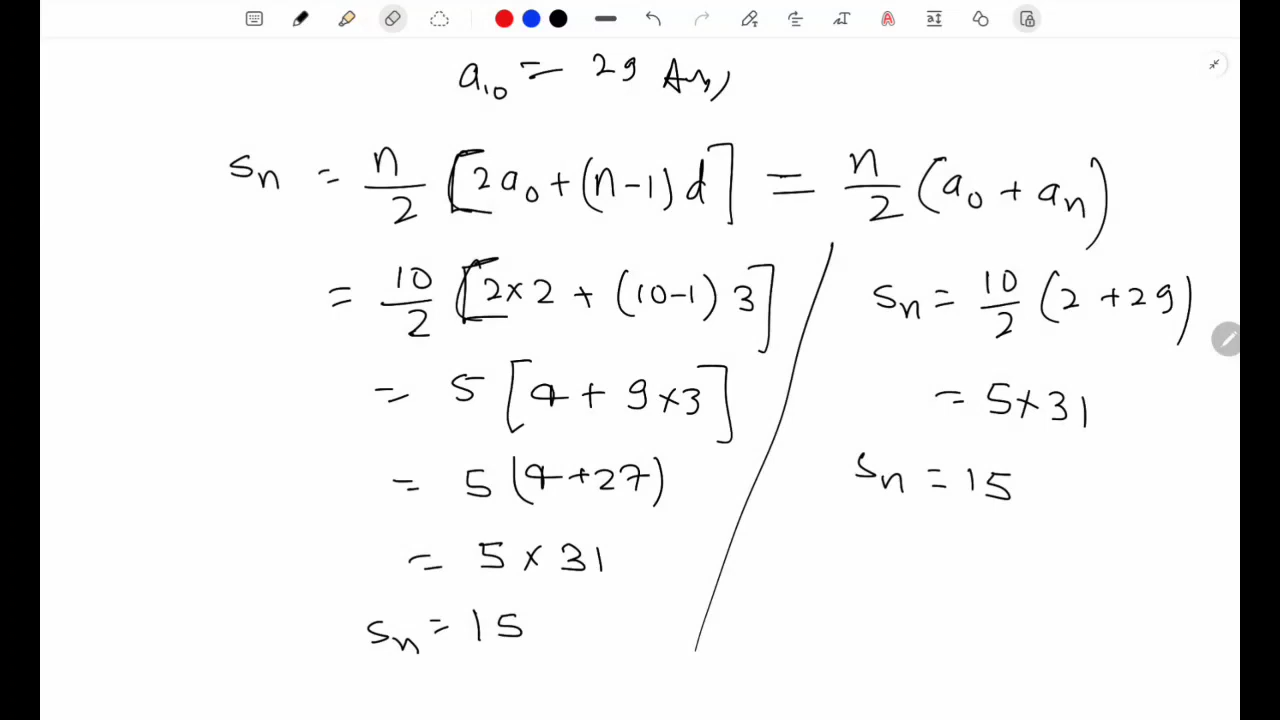 a₁₀ = 29 Ans
Sn = n/2 [2a₀ + (n-1) d] = n/2 (a₀ + an)
= 10/2 [2×2 + (10-1) 3]
= 5 [4 + 9×3]
= 5 (4+27)
= 5 × 31
Sn = 15
Sn = 10/2 (2 + 29)
= 5×31
Sn = 15